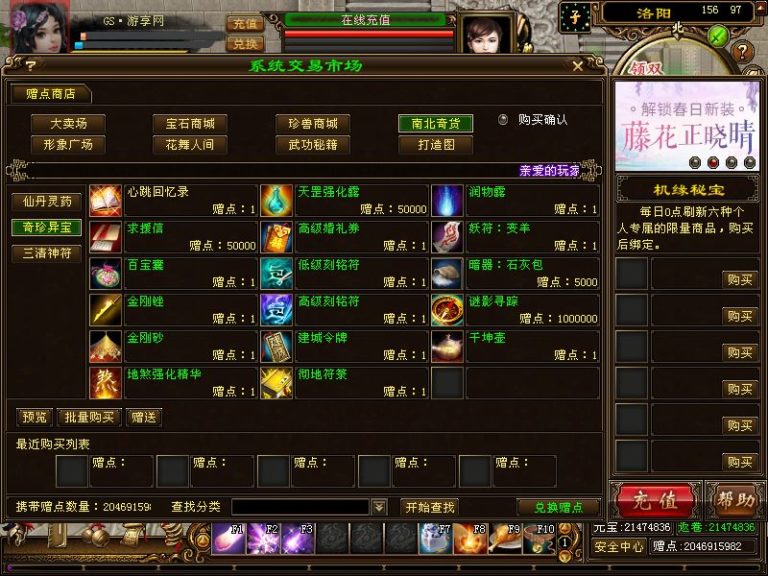 GS·游享网
充值
兑换
在线充值
子
洛阳
156 97
北
?
领双
?
系统交易市场
赠点商店
大卖场
宝石商城
珍兽商城
南北奇货
购买确认
形象广场
花舞人间
武功秘籍
打造图
亲爱的玩家
仙丹灵药
奇珍异宝
三清神符
心跳回忆录
赠点：1
天罡强化露
赠点：50000
润物露
赠点：1
求援信
赠点：50000
高级婚礼券
赠点：1
妖符：变羊
赠点：1
百宝囊
赠点：1
低级刻铭符
赠点：1
暗器：石灰包
赠点：5000
金刚锉
赠点：1
高级刻铭符
赠点：1
谜影寻踪
赠点：1000000
金刚砂
赠点：1
建城令牌
赠点：1
干坤壶
赠点：1
地煞强化精华
赠点：1
彻地符箓
赠点：1
预览
批量购买
赠送
最近购买列表
赠点：
赠点：
赠点：
赠点：
赠点：
携带赠点数量：20469159
查找分类
开始查找
兑换赠点
解锁春日新装
藤花正晓晴
机缘秘宝
每日0点刷新六种个
人专属的限量商品，购买
后绑定。
购买
购买
购买
购买
购买
购买
充值
帮助
F1
F2
F3
F7
F8
F9
F10
1
元宝:21474836
安全中心
赠点:2046915982